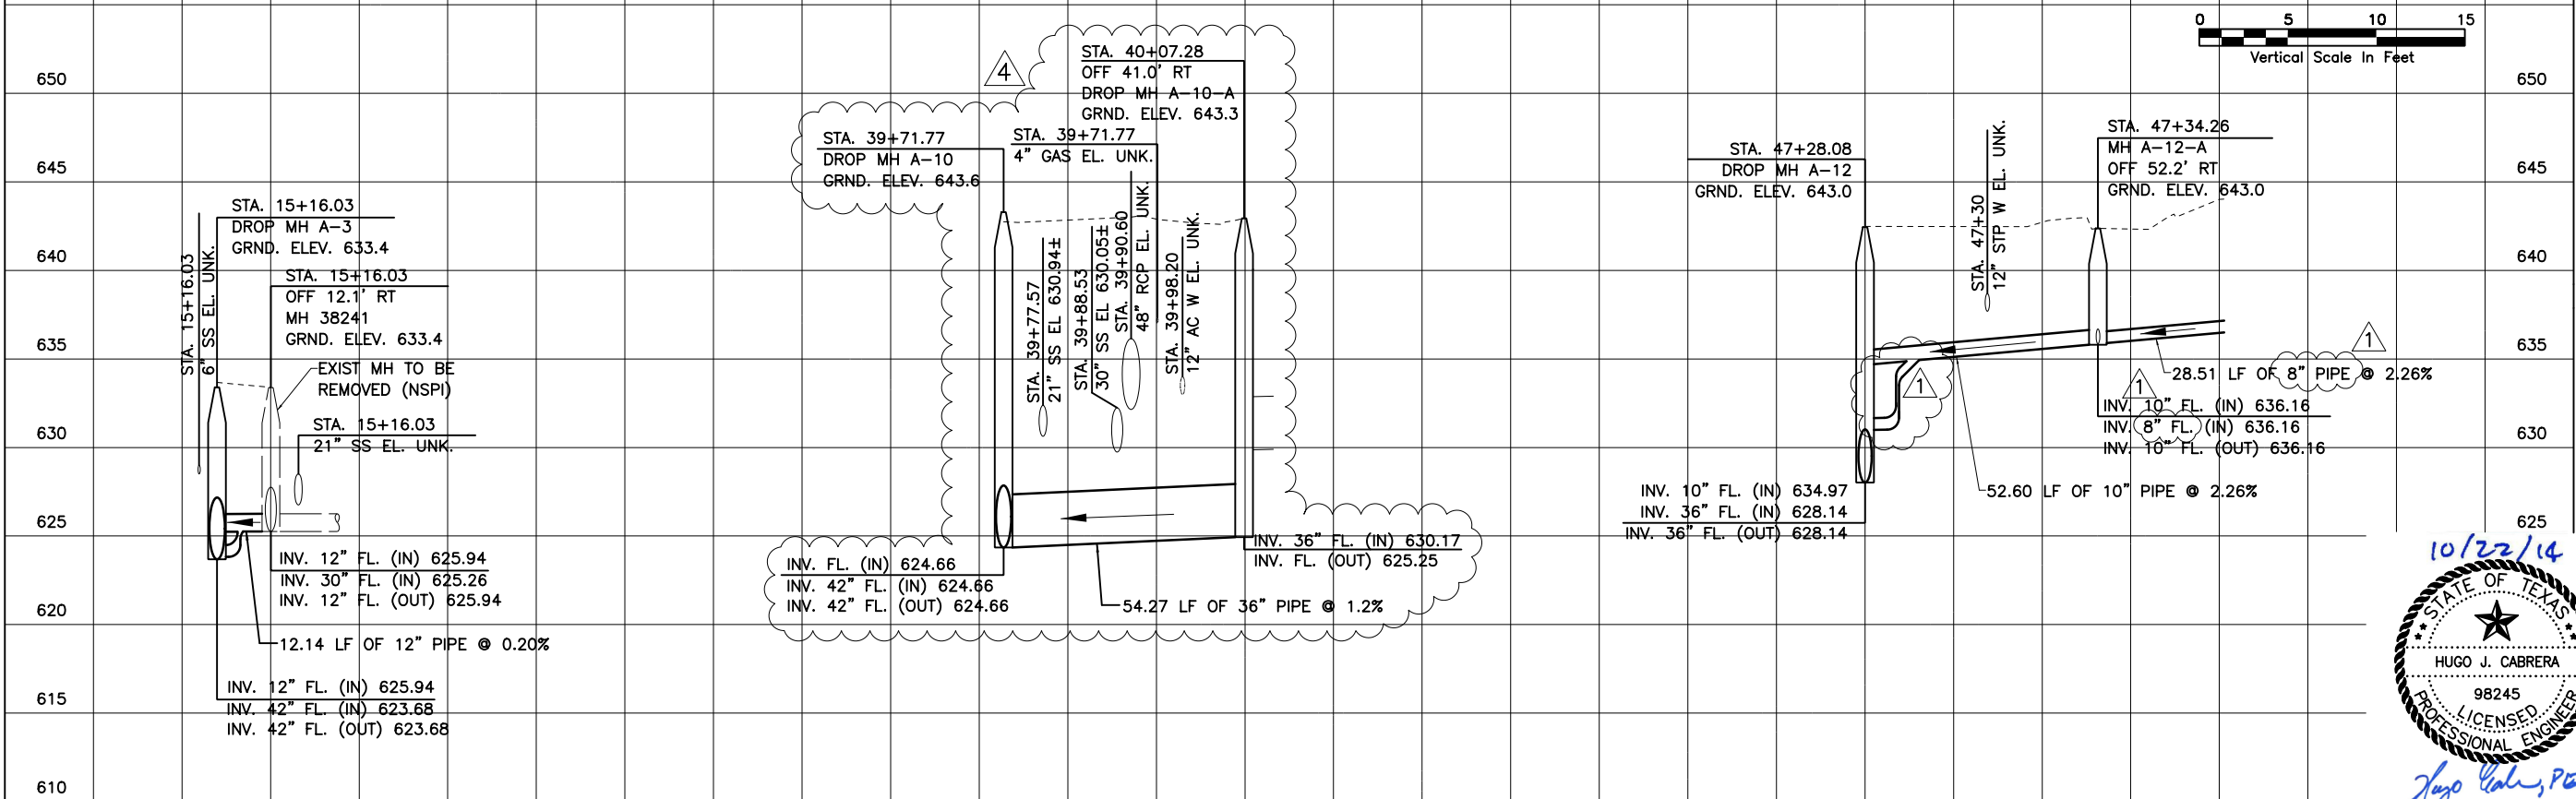 0 5 10 15
Vertical Scale In Feet
650
645
640
635
630
625
620
615
610
STA. 15+16.03
6" SS EL. UNK.
STA. 15+16.03
DROP MH A-3
GRND. ELEV. 633.4
STA. 15+16.03
OFF 12.1' RT
MH 38241
GRND. ELEV. 633.4
EXIST MH TO BE
REMOVED (NSPI)
STA. 15+16.03
21" SS EL. UNK.
INV. 12" FL. (IN) 625.94
INV. 30" FL. (IN) 625.26
INV. 12" FL. (OUT) 625.94
12.14 LF OF 12" PIPE @ 0.20%
INV. 12" FL. (IN) 625.94
INV. 42" FL. (IN) 623.68
INV. 42" FL. (OUT) 623.68
4
STA. 40+07.28
OFF 41.0' RT
DROP MH A-10-A
GRND. ELEV. 643.3
STA. 39+71.77
DROP MH A-10
GRND. ELEV. 643.6
STA. 39+71.77
4" GAS EL. UNK.
STA. 39+77.57
21" SS EL 630.94±
STA. 39+88.53
30" SS EL 630.05±
STA. 39+90.60
48" RCP EL. UNK.
STA. 39+98.20
12" AC W EL. UNK.
INV. FL. (IN) 624.66
INV. 42" FL. (IN) 624.66
INV. 42" FL. (OUT) 624.66
INV. 36" FL. (IN) 630.17
INV. FL. (OUT) 625.25
54.27 LF OF 36" PIPE @ 1.2%
STA. 47+28.08
DROP MH A-12
GRND. ELEV. 643.0
STA. 47+30
12" STP W EL. UNK.
STA. 47+34.26
MH A-12-A
OFF 52.2' RT
GRND. ELEV. 643.0
1
1
1
28.51 LF OF 8" PIPE @ 2.26%
INV. 10" FL. (IN) 636.16
INV. 8" FL. (IN) 636.16
INV. 10" FL. (OUT) 636.16
52.60 LF OF 10" PIPE @ 2.26%
INV. 10" FL. (IN) 634.97
INV. 36" FL. (IN) 628.14
INV. 36" FL. (OUT) 628.14
650
645
640
635
630
625
10/22/14
STATE OF TEXAS
HUGO J. CABRERA
98245
LICENSED
PROFESSIONAL ENGINEER
Hugo